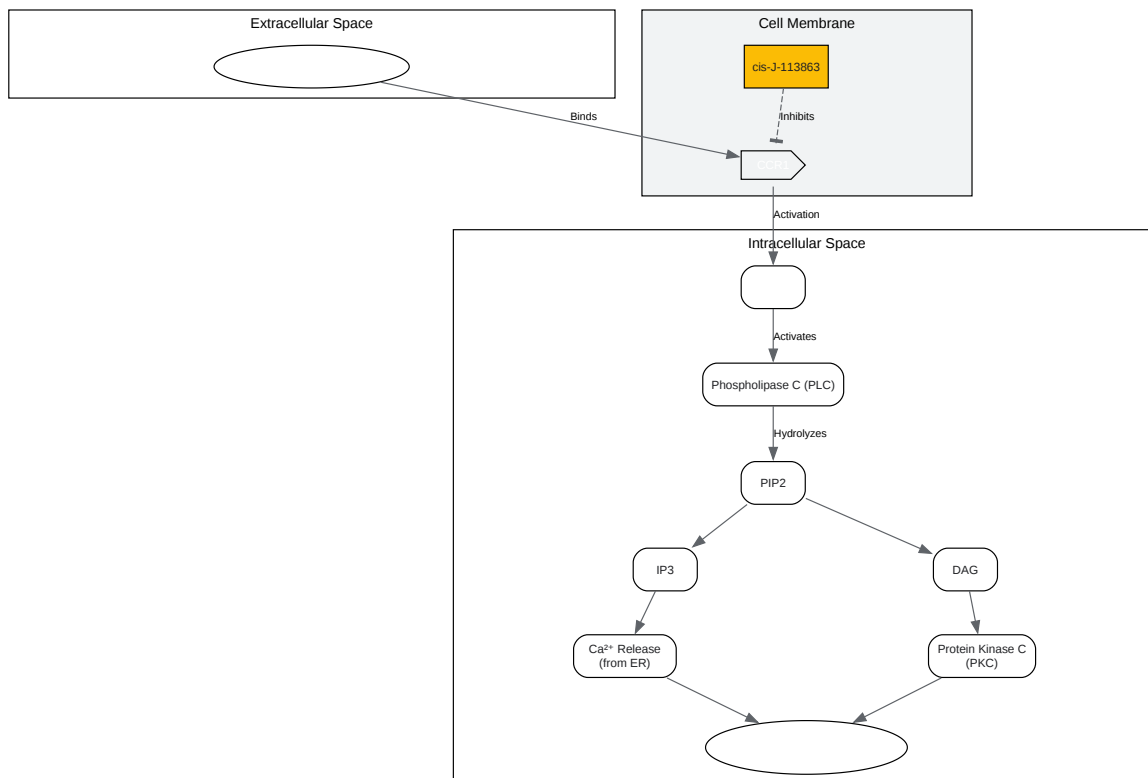 Extracellular Space
Cell Membrane
cis-J-113863
Binds
Inhibits
CCR1
Activation
Intracellular Space
Activates
Phospholipase C (PLC)
Hydrolyzes
PIP2
IP3
DAG
Ca²⁺ Release
(from ER)
Protein Kinase C
(PKC)